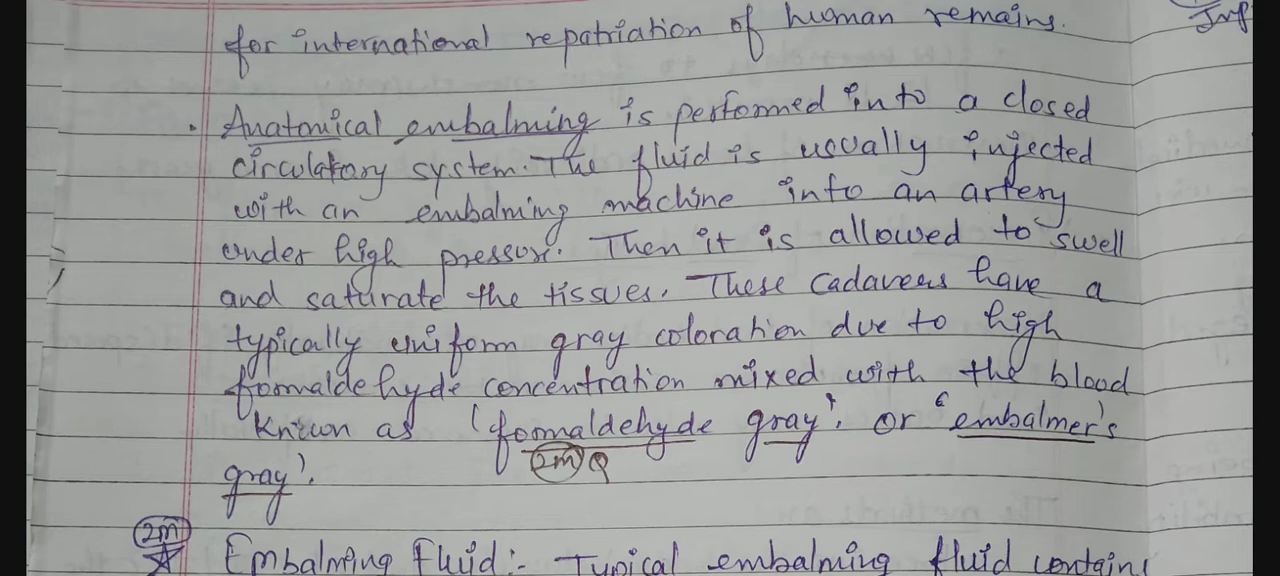 for international repatriation of human remains.
Imp
. Anatomical embalming is performed into a closed
circulatory system. The fluid is usually injected
with an embalming machine into an artery
under high pressure. Then it is allowed to swell
and saturate the tissues. These cadavers have a
typically uniform gray coloration due to high
formaldehyde concentration mixed with the blood
known as 'formaldehyde gray'. or 'embalmer's
2m Q
gray'.
2m
☆ Embalming Fluid :- Typical embalming fluid contains